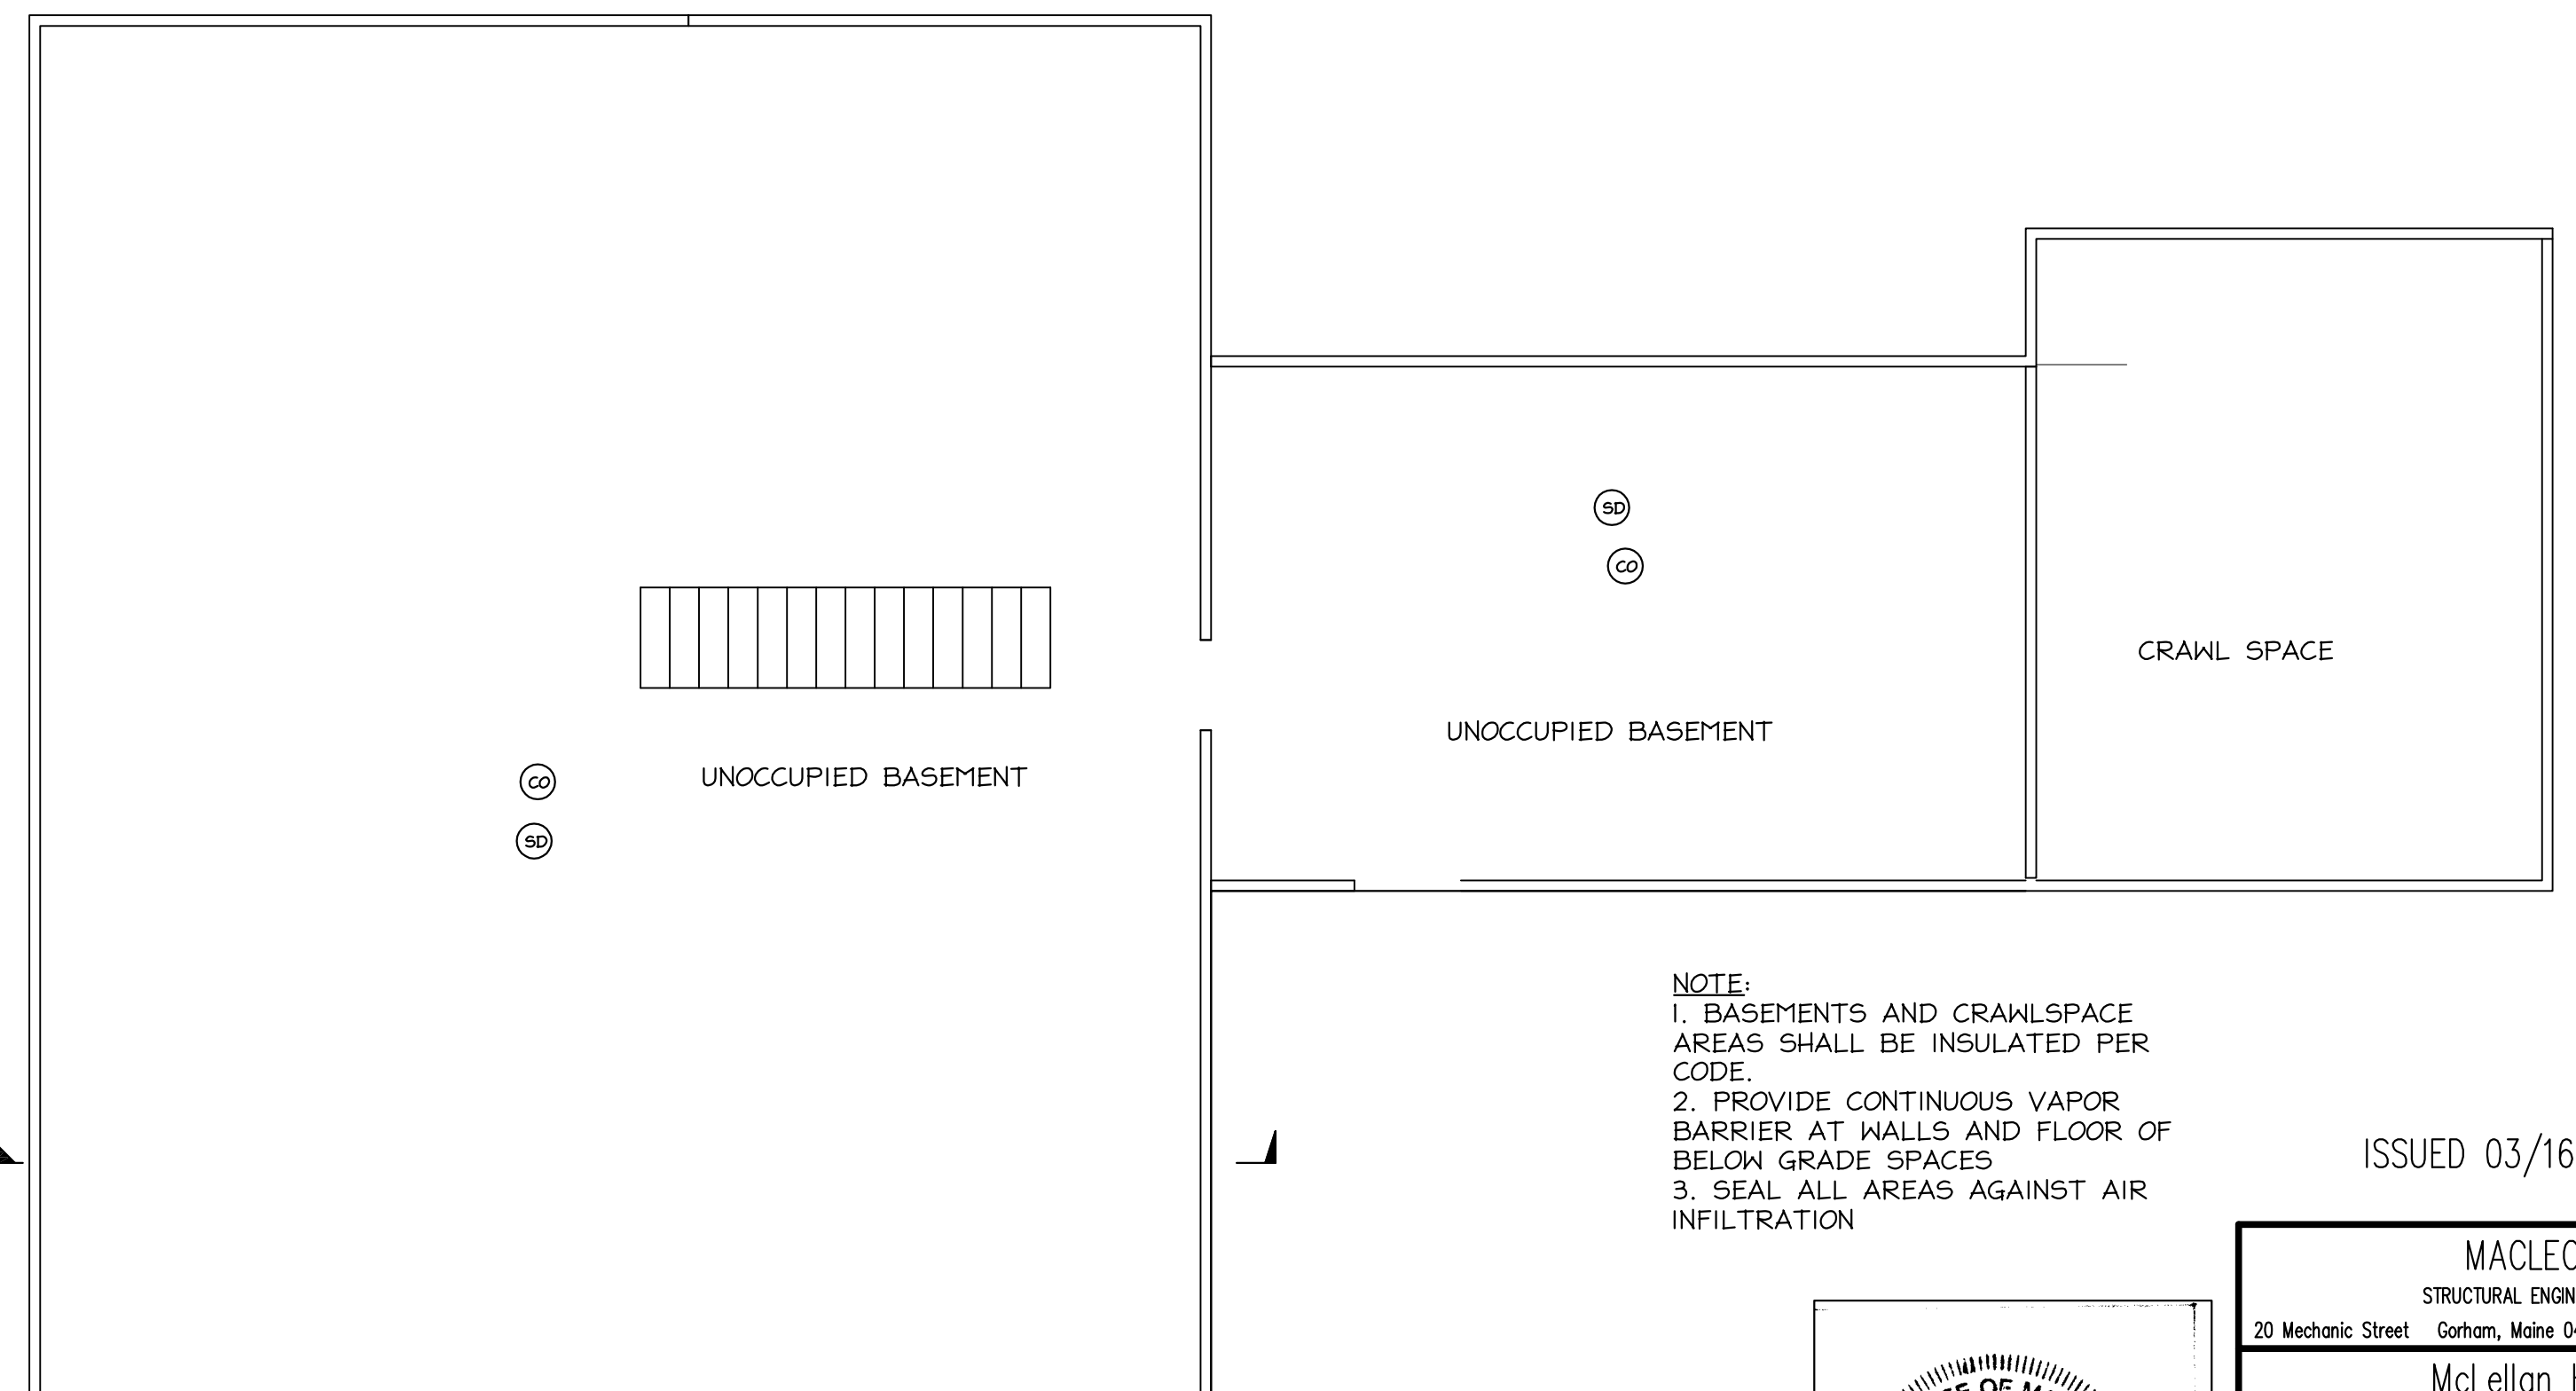 SD
CO
CRAWL SPACE
UNOCCUPIED BASEMENT
UNOCCUPIED BASEMENT
CO
SD
NOTE:
1. BASEMENTS AND CRAWLSPACE
AREAS SHALL BE INSULATED PER
CODE.
2. PROVIDE CONTINUOUS VAPOR
BARRIER AT WALLS AND FLOOR OF
BELOW GRADE SPACES
3. SEAL ALL AREAS AGAINST AIR
INFILTRATION
ISSUED 03/16
STRUCTURAL
20 Mechanic Street Gorham, Maine
McLellan
OF